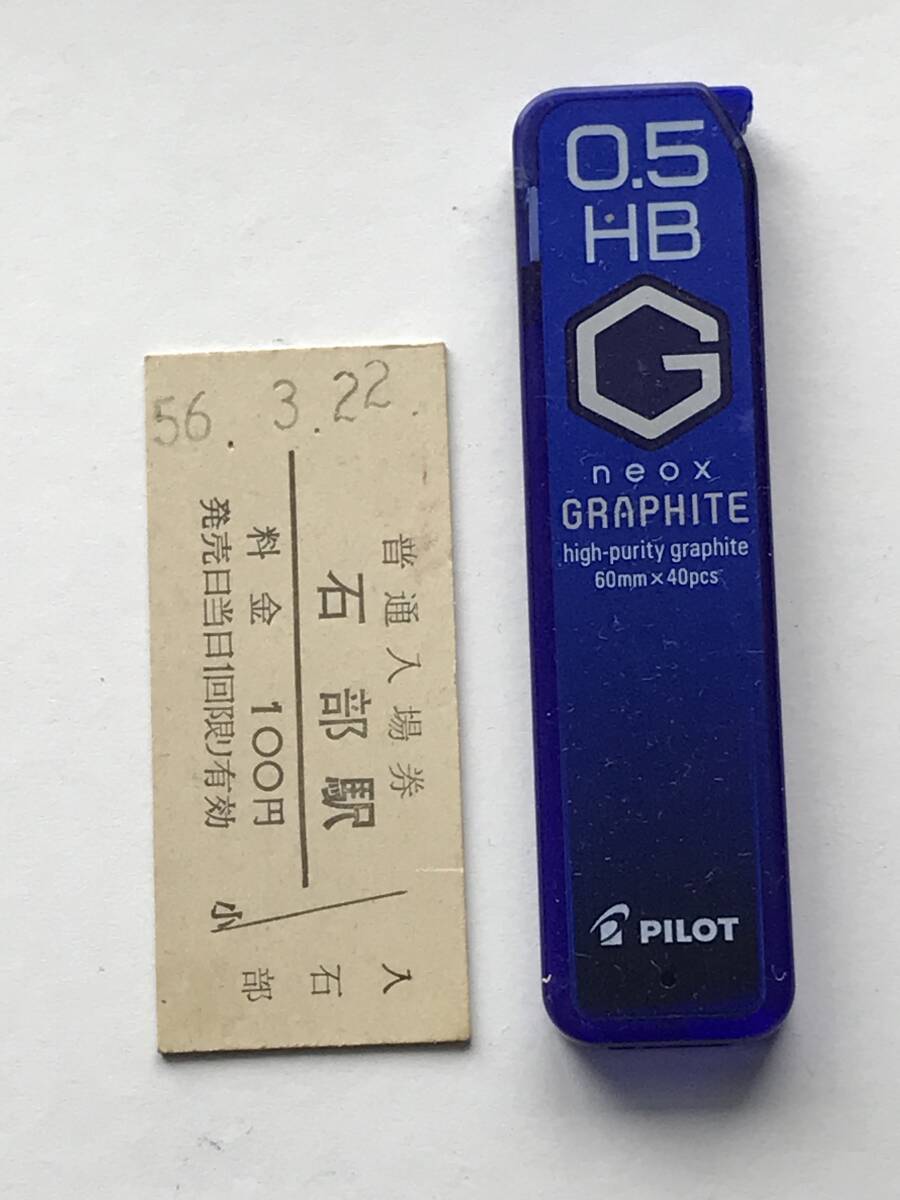 56. 3. 22.
普通入場券
石部駅
料金 100円
発売日当日1回限り有効
小
入
石
部
0.5
HB
G
neox
GRAPHITE
high-purity graphite
60mm×40pcs
PILOT